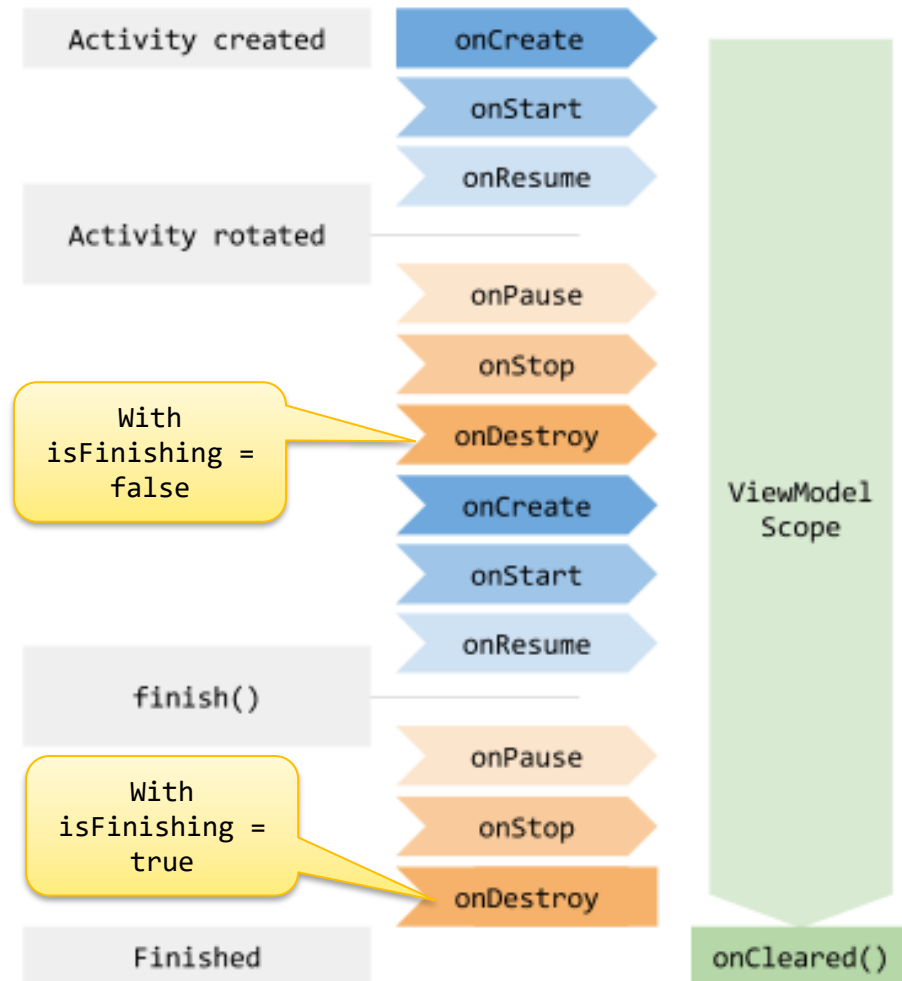 Activity created
onCreate
onStart
onResume
Activity rotated
onPause
onStop
With
isFinishing =
false
onDestroy
onCreate
ViewModel
Scope
onStart
onResume
finish()
onPause
With
isFinishing =
true
onStop
onDestroy
Finished
onCleared()